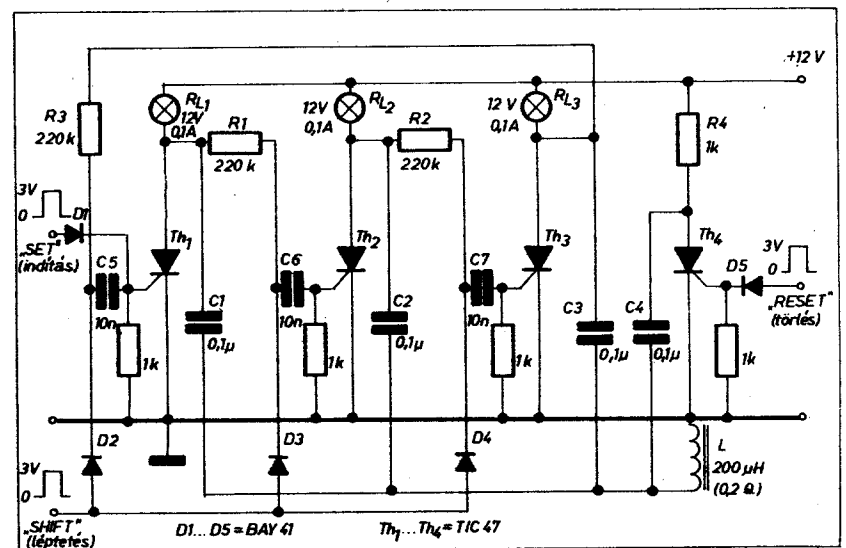 +12 V
R3
220 k
RL1
12V
0,1A
R1
220 k
12V
0,1A
RL2
R2
220 k
12 V
0,1A
RL3
R4
1k
3V
0
D1
„SET"
(indítás)
C5
10n
1k
Th1
C1
0,1µ
C6
10n
1k
Th2
C2
0,1µ
C7
10n
1k
Th3
C3
0,1µ
C4
0,1µ
Th4
D5
3V
0
„RESET"
(törlés)
1k
D2
D3
D4
L
200 µH
(0,2 Ω)
3V
0
„SHIFT"
(léptetés)
D1...D5 = BAY 41
Th1...Th4 = TIC 47